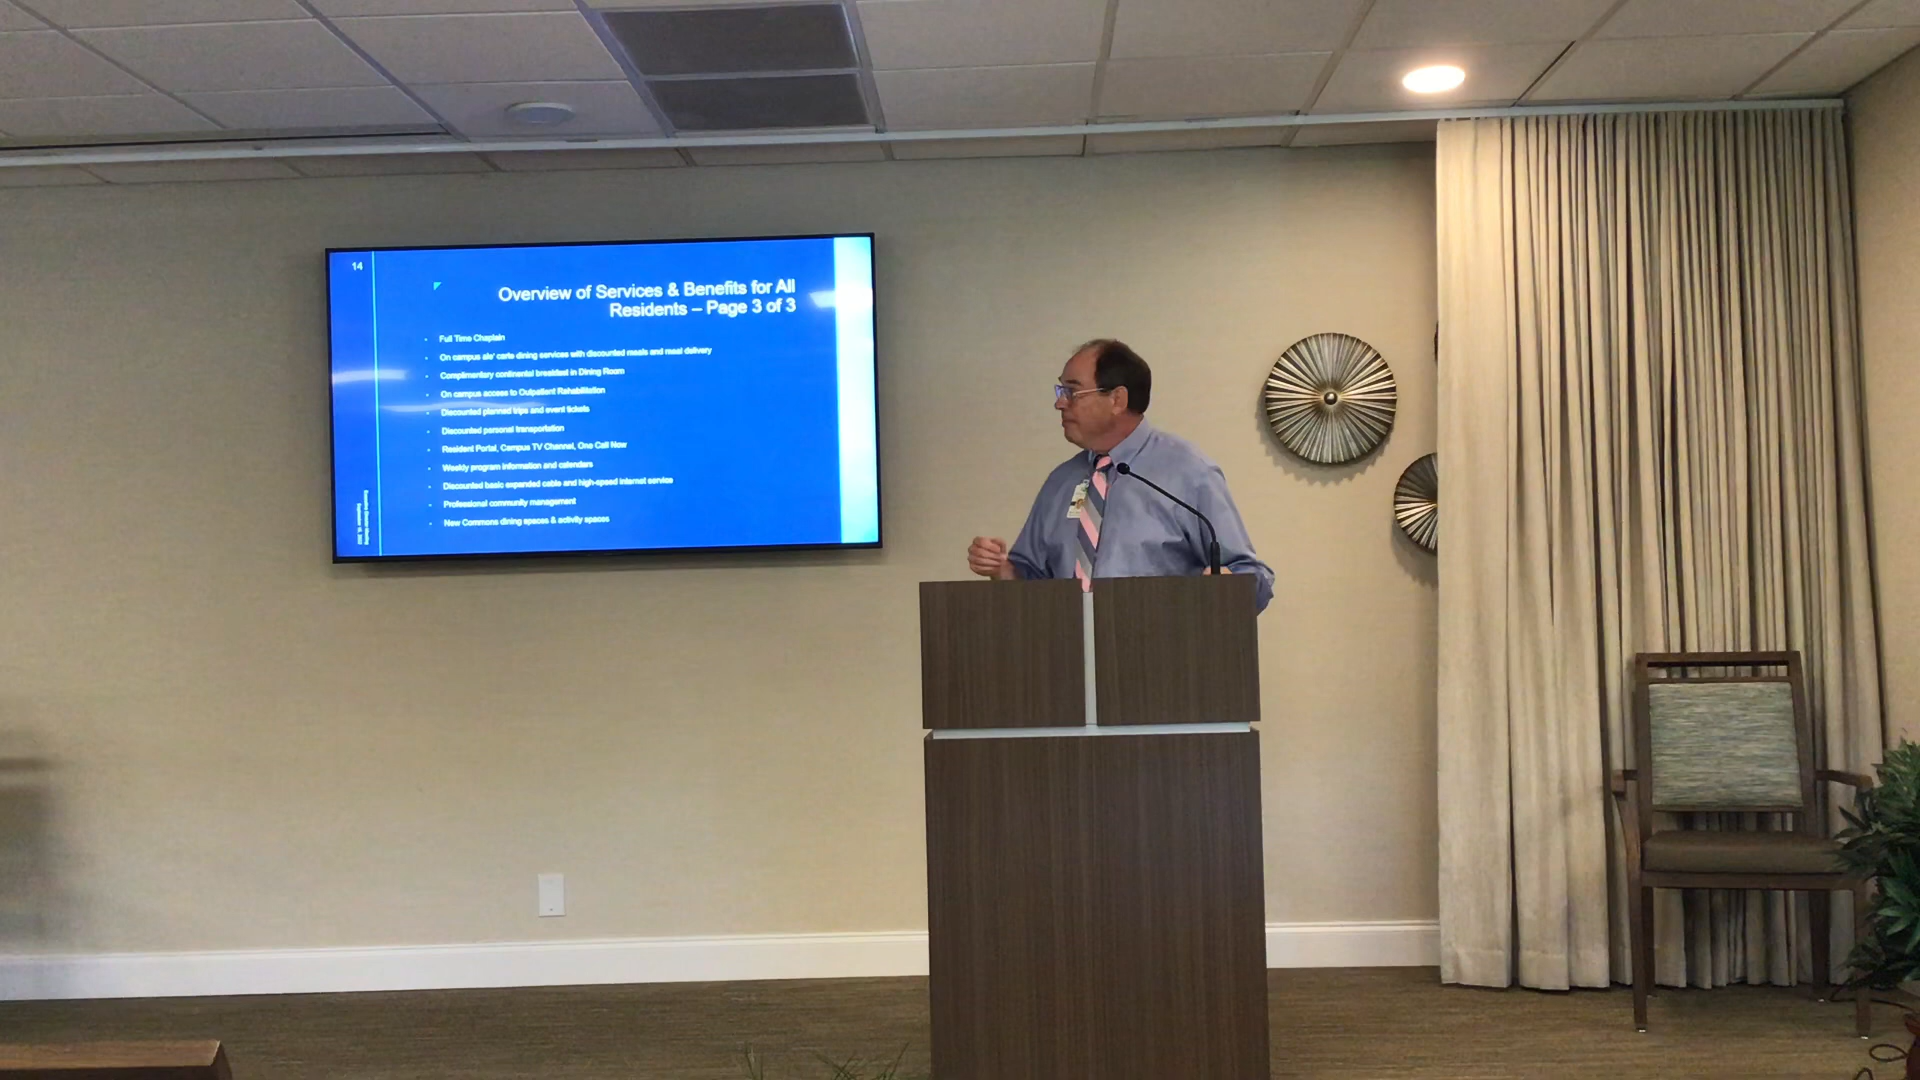 14
Overview of Services & Benefits for All
Residents – Page 3 of 3
Full Time Chaplain
On campus ala' carte dining services with discounted meals and meal delivery
Complimentary continental breakfast in Dining Room
On campus access to Outpatient Rehabilitation
Discounted planned trips and event tickets
Discounted personal transportation
Resident Portal, Campus TV Channel, One Call Now
Weekly program information and calendars
Discounted basic expanded cable and high-speed internet service
Professional community management
New Commons dining spaces & activity spaces
Executive Director Meeting